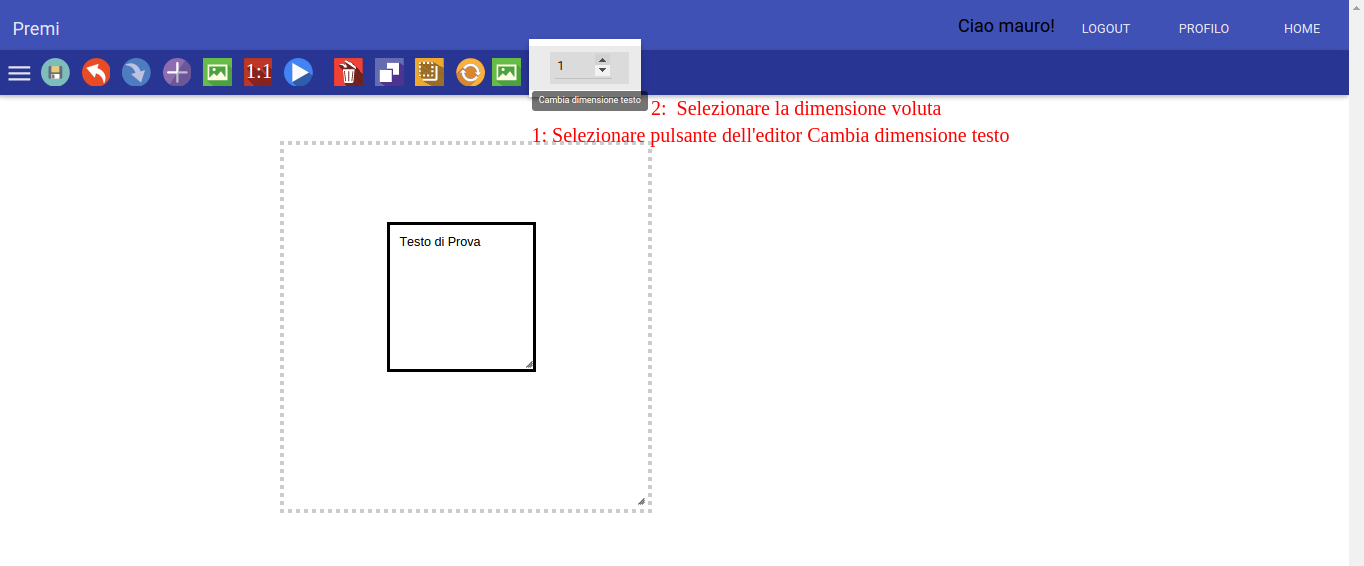 Premi
Ciao mauro!
LOGOUT
PROFILO
HOME
1:1
1
Cambia dimensione testo
2:  Selezionare la dimensione voluta
1: Selezionare pulsante dell'editor Cambia dimensione testo
Testo di Prova